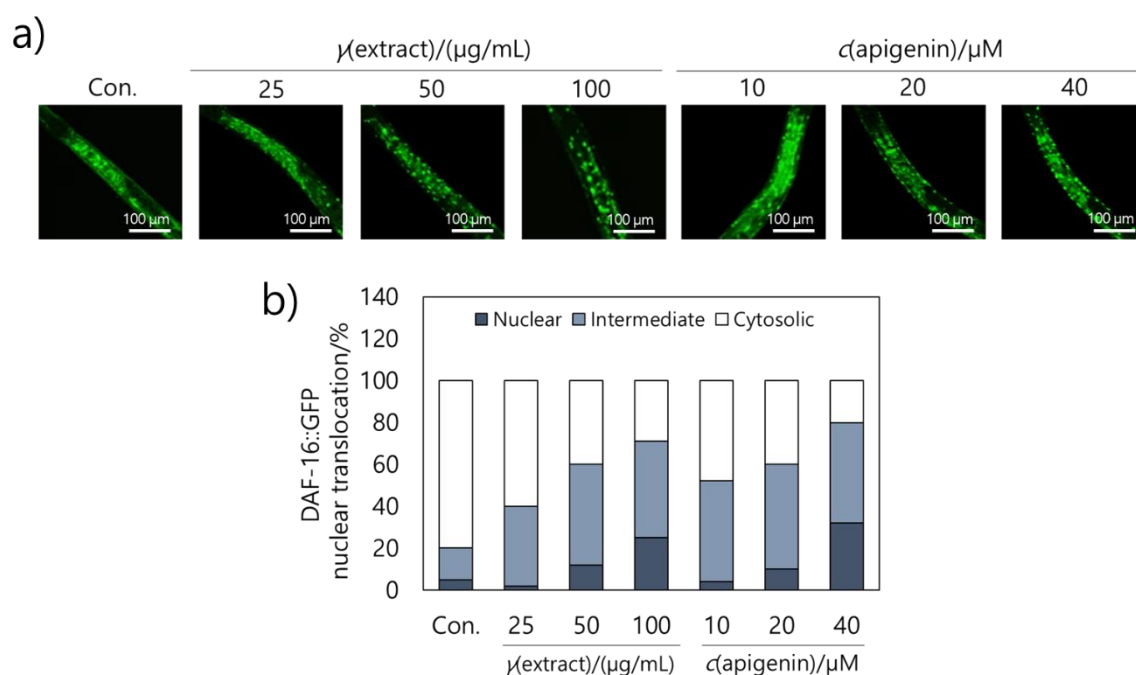 a)
γ(extract)/(μg/mL) c(apigenin)/μM
Con. 25 50 100 10 20 40
100 μm 100 μm 100 μm 100 μm 100 μm 100 μm 100 μm
b)
140
120
100
80
60
40
20
0
DAF-16::GFP
nuclear translocation/%
Nuclear Intermediate Cytosolic
Con. 25 50 100 10 20 40
γ(extract)/(μg/mL) c(apigenin)/μM